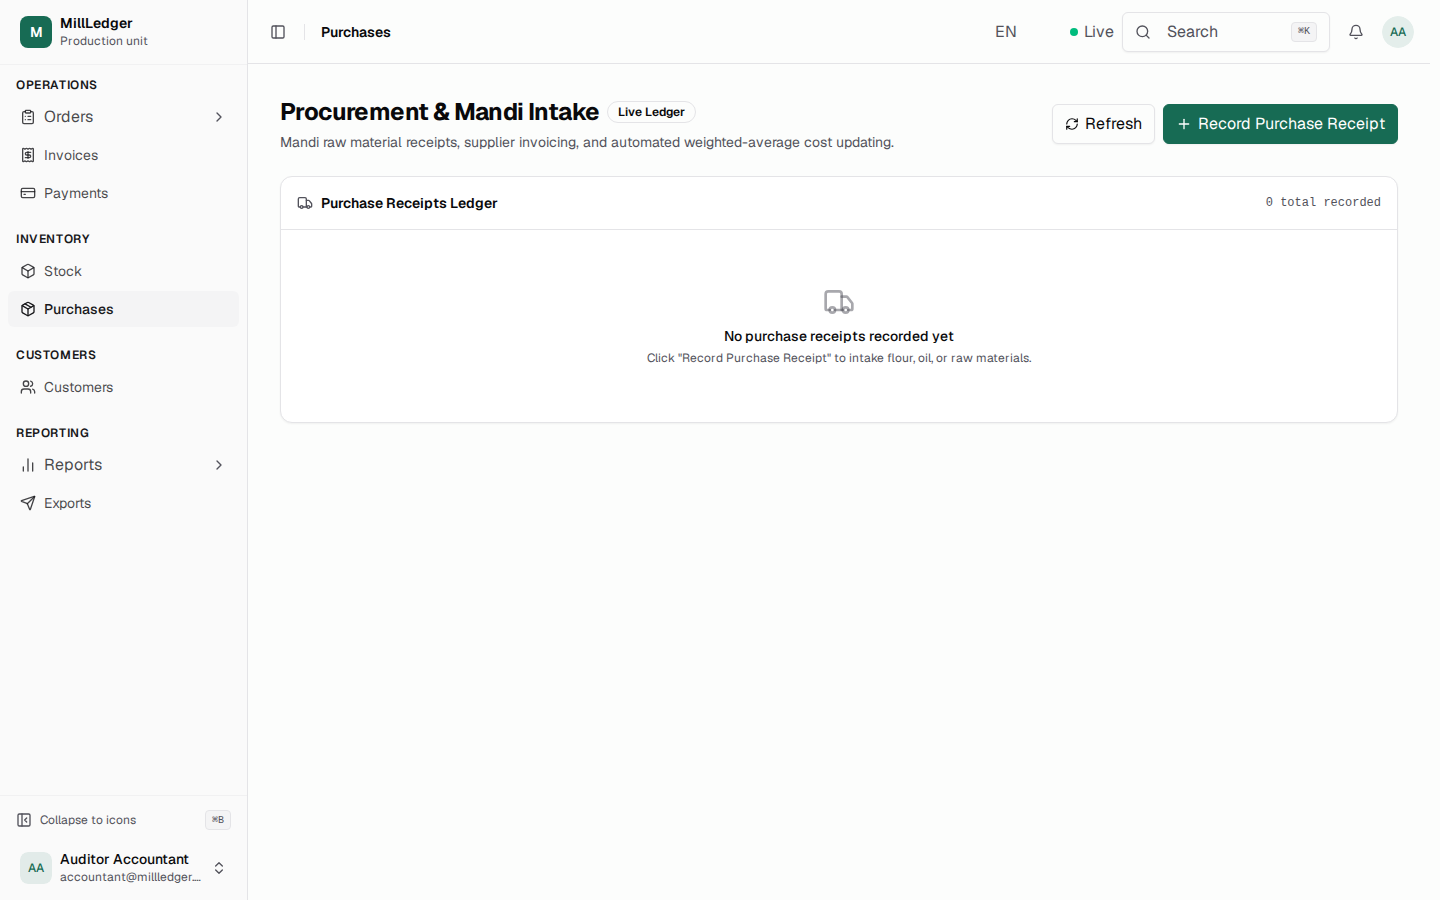 M
MillLedger
Production unit
OPERATIONS
Orders
Invoices
Payments
INVENTORY
Stock
Purchases
CUSTOMERS
Customers
REPORTING
Reports
Exports
Collapse to icons
⌘B
AA
Auditor Accountant
accountant@millledger....
Purchases
EN
Live
Search
⌘K
AA
Procurement & Mandi Intake
Live Ledger
Mandi raw material receipts, supplier invoicing, and automated weighted-average cost updating.
Refresh
Record Purchase Receipt
Purchase Receipts Ledger
0 total recorded
No purchase receipts recorded yet
Click "Record Purchase Receipt" to intake flour, oil, or raw materials.